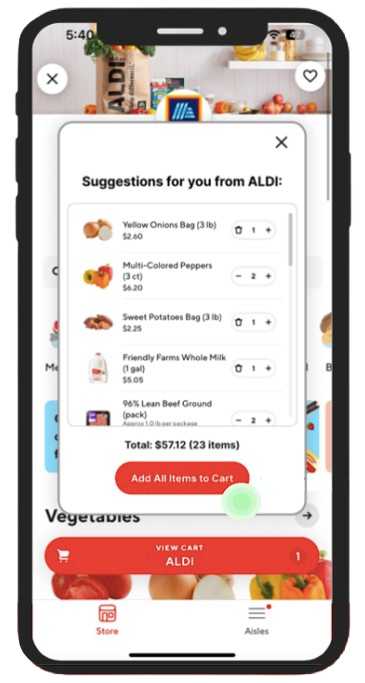 5:40
47
ALDI
Suggestions for you from ALDI:
Yellow Onions Bag (3 lb)
$2.60
1
Multi-Colored Peppers
(3 ct)
$6.20
2
Sweet Potatoes Bag (3 lb)
$2.25
1
Friendly Farms Whole Milk
(1 gal)
$5.05
1
96% Lean Beef Ground
(pack)
Approx 1.0 lb per package
2
Total: $57.12 (23 items)
Add All Items to Cart
Vegetables
VIEW CART
ALDI
1
Store
Aisles